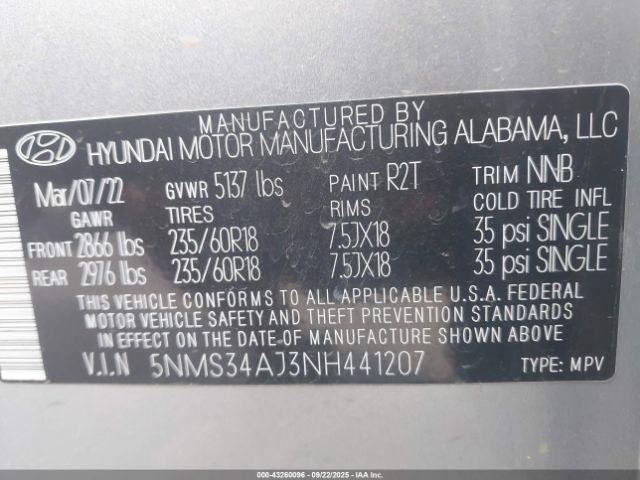 MANUFACTURED BY
HYUNDAI MOTOR MANUFACTURING ALABAMA, LLC
Mar/07/22 GVWR 5137 lbs PAINT R2T TRIM NNB
GAWR TIRES RIMS COLD TIRE INFL
FRONT 2866 lbs 235/60R18 7.5JX18 35 psi SINGLE
REAR 2976 lbs 235/60R18 7.5JX18 35 psi SINGLE
THIS VEHICLE CONFORMS TO ALL APPLICABLE U.S.A. FEDERAL
MOTOR VEHICLE SAFETY AND THEFT PREVENTION STANDARDS
IN EFFECT ON THE DATE OF MANUFACTURE SHOWN ABOVE
V.I.N 5NMS34AJ3NH441207 TYPE: MPV
000-43260096 - 09/22/2025 - IAA Inc.